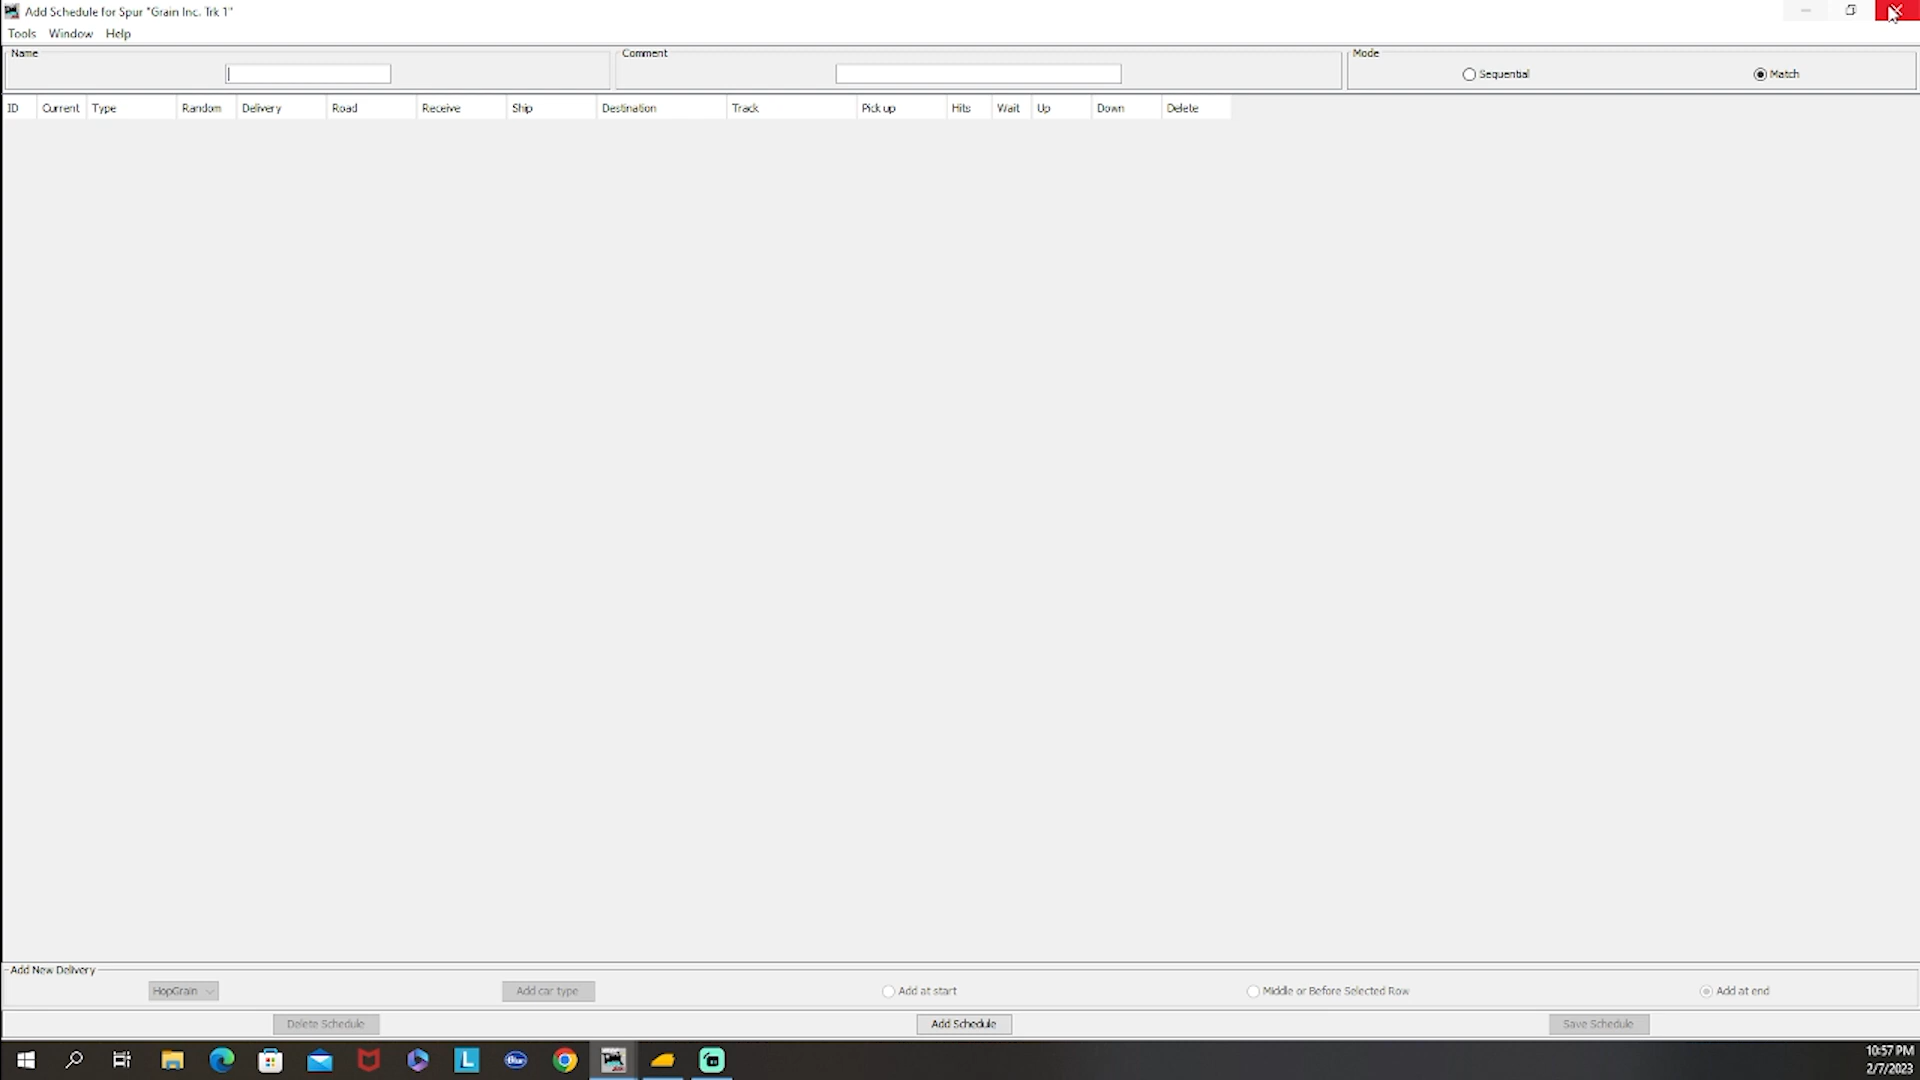 Add Schedule for Spur "Grain Inc. Trk 1"
Tools Window Help
Name Comment Mode
Sequential Match
ID Current Type Random Delivery Road Receive Ship Destination Track Pick up Hits Wait Up Down Delete
Add New Delivery
HopGrain Add car type Add at start Middle or Before Selected Row Add at end
Delete Schedule Add Schedule Save Schedule
L Blue
10:57 PM
2/7/2023